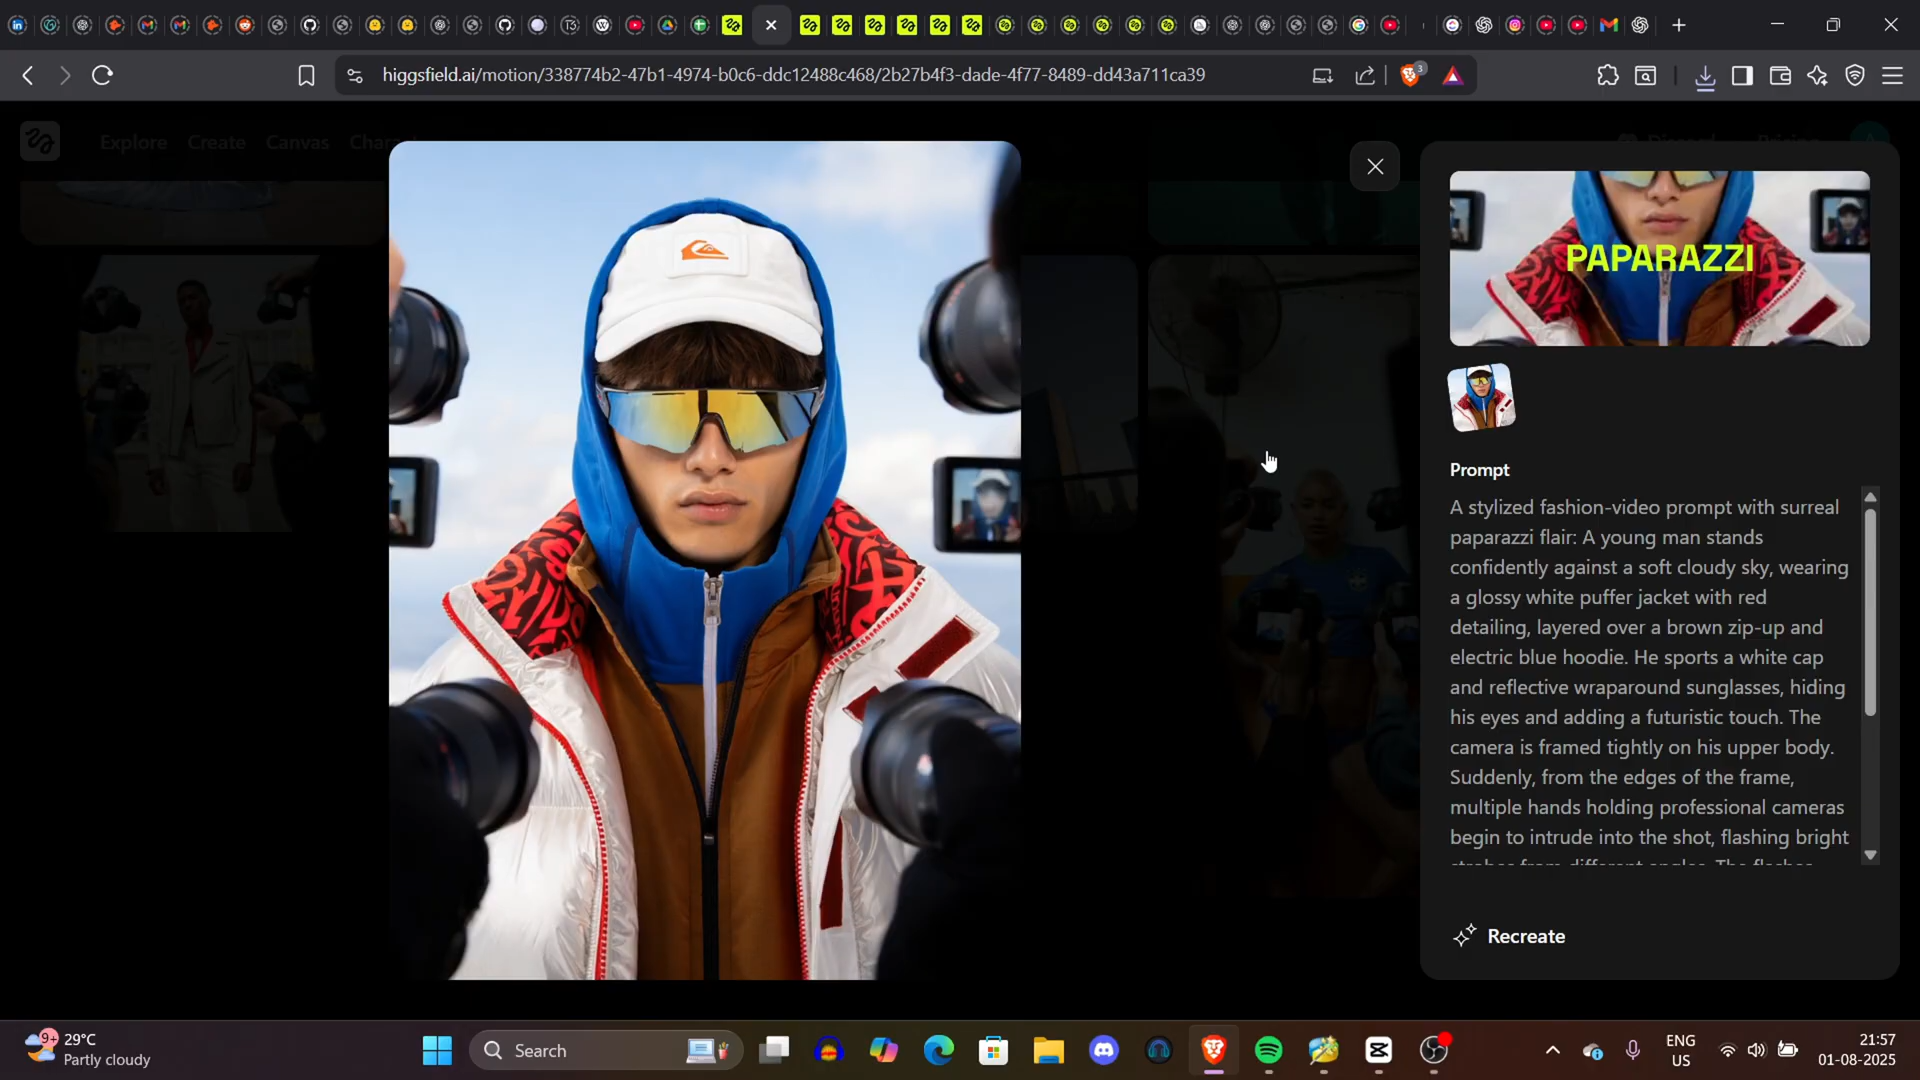 higgsfield.ai/motion/338774b2-47b1-4974-b0c6-ddc12488c468/2b27b4f3-dade-4f77-8489-dd43a711ca39
3
Explore
Create
Canvas
Discord
Pricing
PAPARAZZI
Prompt
A stylized fashion-video prompt with surreal
paparazzi flair: A young man stands
confidently against a soft cloudy sky, wearing
a glossy white puffer jacket with red
detailing, layered over a brown zip-up and
electric blue hoodie. He sports a white cap
and reflective wraparound sunglasses, hiding
his eyes and adding a futuristic touch. The
camera is framed tightly on his upper body.
Suddenly, from the edges of the frame,
multiple hands holding professional cameras
begin to intrude into the shot, flashing bright
Recreate
9+
29°C
Partly cloudy
Search
ENG
US
21:57
01-08-2025